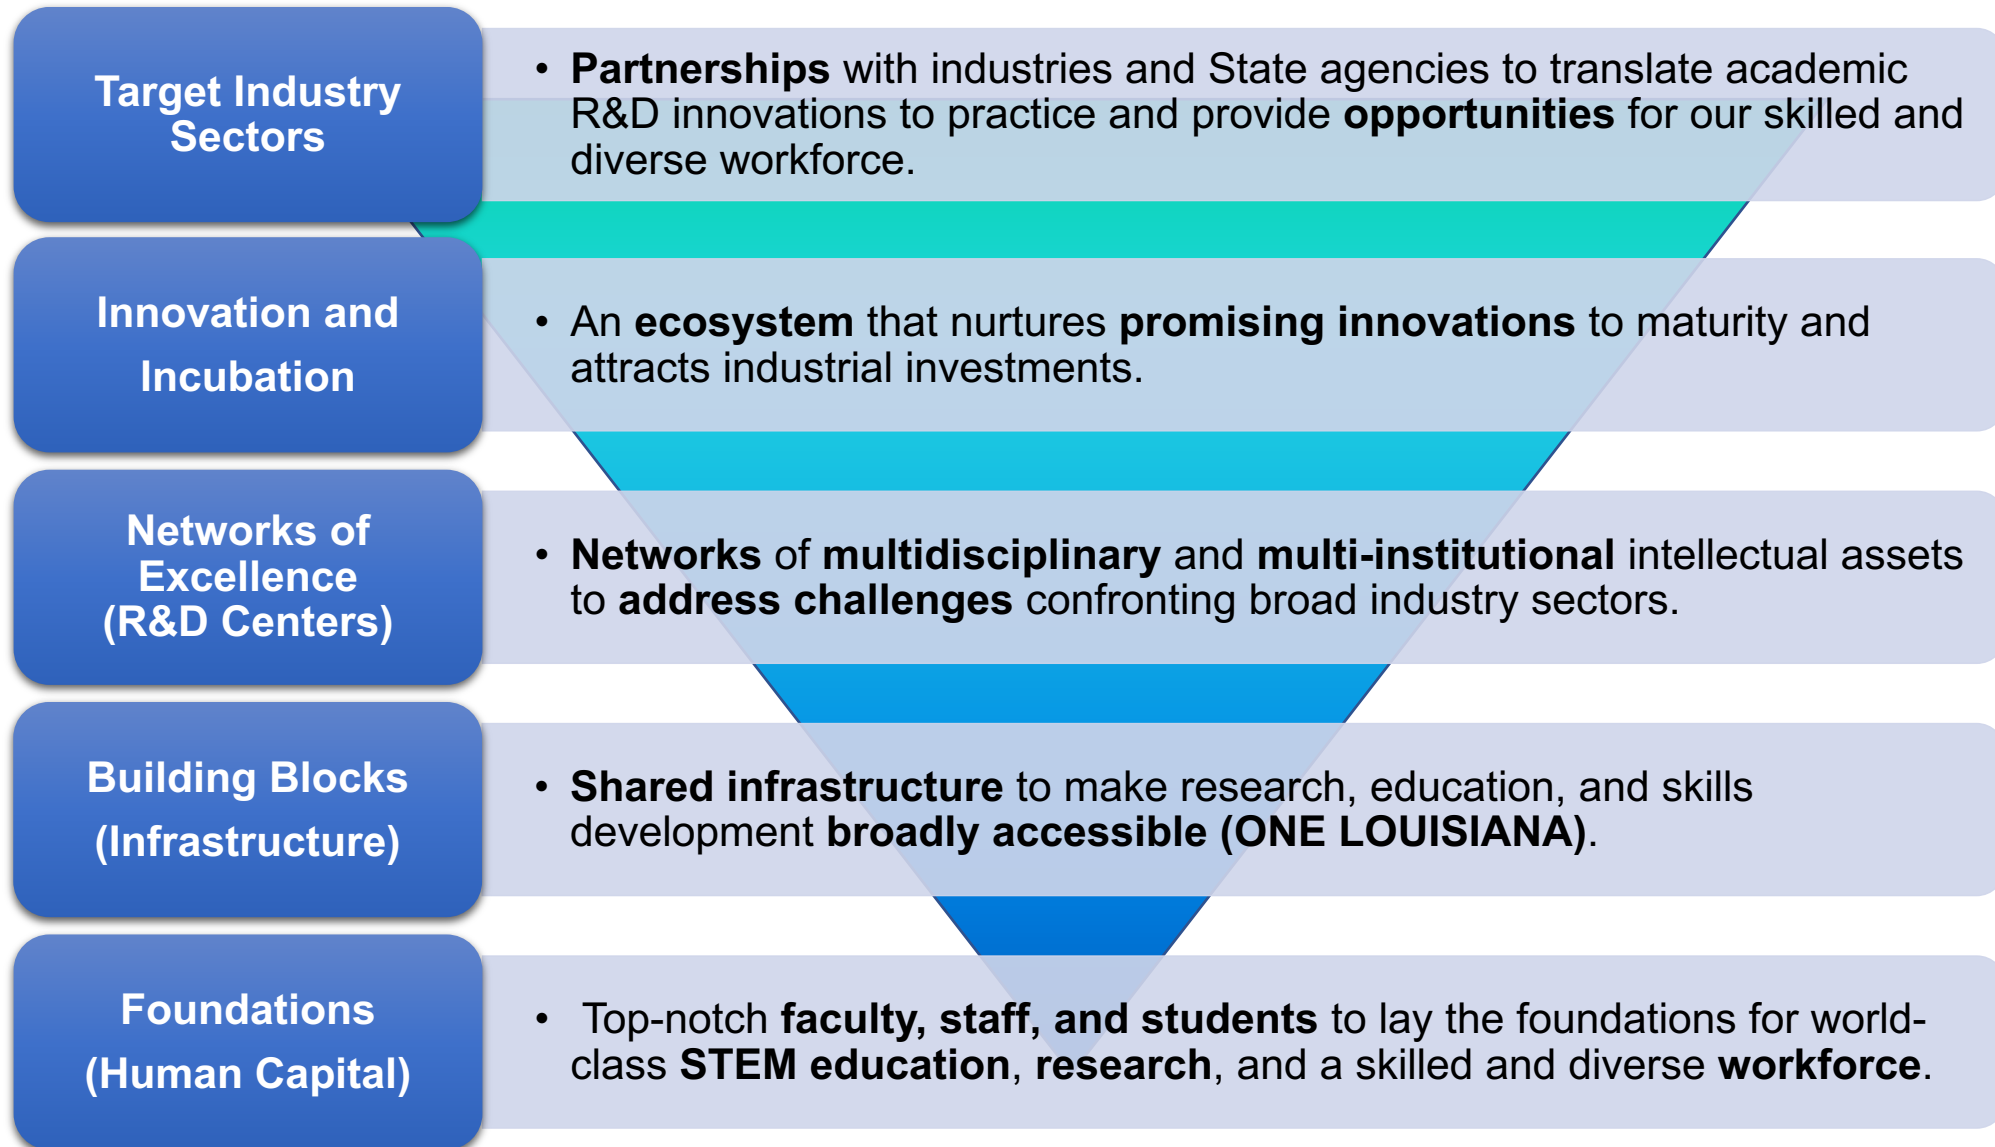 Target Industry
Sectors
• Partnerships with industries and State agencies to translate academic
R&D innovations to practice and provide opportunities for our skilled and
diverse workforce.
Innovation and
Incubation
• An ecosystem that nurtures promising innovations to maturity and
attracts industrial investments.
Networks of
Excellence
(R&D Centers)
• Networks of multidisciplinary and multi-institutional intellectual assets
to address challenges confronting broad industry sectors.
Building Blocks
(Infrastructure)
• Shared infrastructure to make research, education, and skills
development broadly accessible (ONE LOUISIANA).
Foundations
(Human Capital)
• Top-notch faculty, staff, and students to lay the foundations for world-
class STEM education, research, and a skilled and diverse workforce.